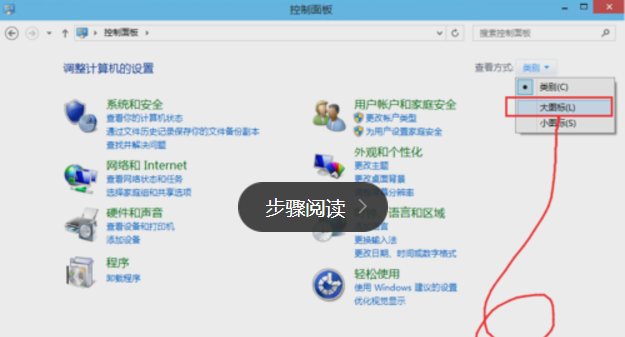 控制面板
控制面板
搜索控制面板
调整计算机的设置
查看方式: 类别
类别(C)
大图标(L)
小图标(S)
系统和安全
查看你的计算机状态
通过文件历史记录保存你的文件备份副本
查找并解决问题
网络和 Internet
查看网络状态和任务
选择家庭组和共享选项
硬件和声音
查看设备和打印机
添加设备
程序
卸载程序
用户帐户和家庭安全
更改帐户类型
为用户设置家庭安全
外观和个性化
更改主题
更改桌面背景
分辨率
语言和区域
更换输入法
更改日期、时间或数字格式
轻松使用
使用 Windows 建议的设置
优化视觉显示
步骤阅读